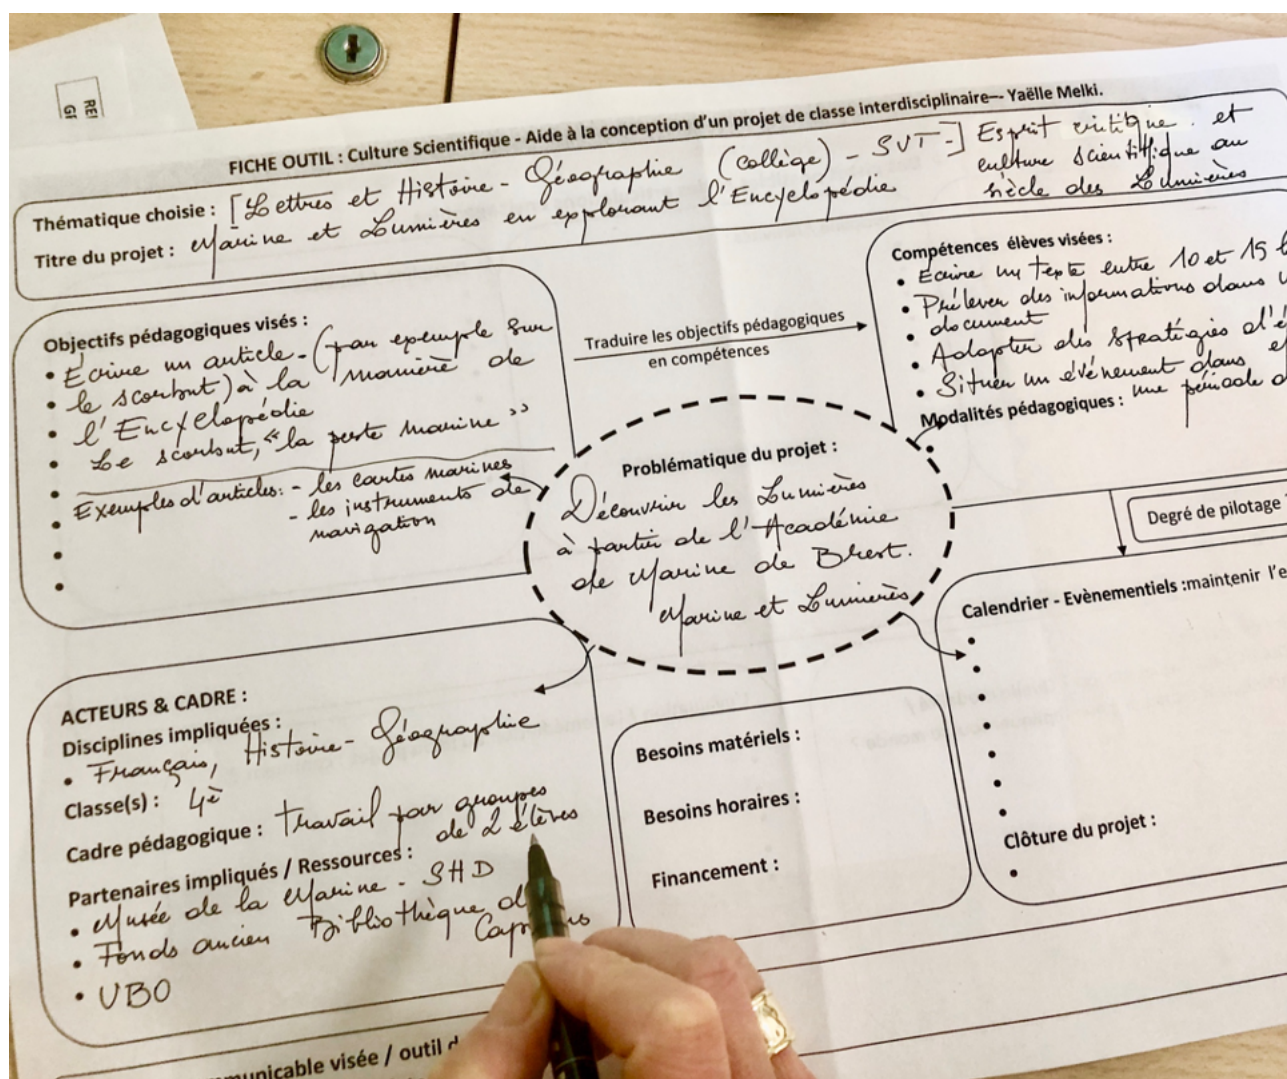 FICHE OUTIL : Culture Scientifique - Aide à la conception d'un projet de classe interdisciplinaire-- Yaëlle Melki.
Thématique choisie : [Lettres et Histoire - Géographie (collège) - SVT -] Esprit critique et
culture scientifique au
siècle des Lumières
Titre du projet : Marine et Lumières en explorant l'Encyclopédie
Objectifs pédagogiques visés :
• Ecrire un article - (par exemple sur
• le scorbut) à la manière de
• l'Encyclopédie
• Le scorbut, "la peste marine"
• Exemples d'articles : - les cartes marines
- les instruments de
navigation
Traduire les objectifs pédagogiques
en compétences
Compétences élèves visées :
• Ecrire un texte entre 10 et 15
• Prélever des informations dans
document
• Adopter des stratégies
• Situer un événement dans
une période
Modalités pédagogiques :
Problématique du projet :
Découvrir les Lumières
à partir de l'Académie
de Marine de Brest.
Marine et Lumières
Degré de pilotage
Calendrier - Evènementiels :maintenir
Clôture du projet :
ACTEURS & CADRE :
Disciplines impliquées :
• Français, Histoire - Géographie
Classe(s) : 4è
Cadre pédagogique : travail par groupes
de 2 élèves
Partenaires impliqués / Ressources :
• Musée de la Marine - SHD
• Fonds ancien Bibliothèque
• UBO
Besoins matériels :
Besoins horaires :
Financement :
visée / outil